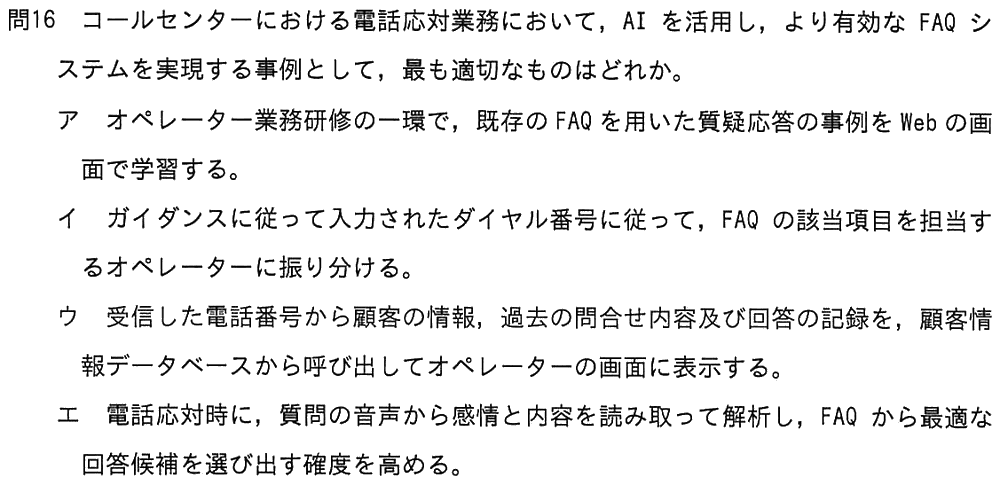 問16 コールセンターにおける電話応対業務において，AI を活用し，より有効な FAQ シ
ステムを実現する事例として，最も適切なものはどれか。
ア オペレーター業務研修の一環で，既存の FAQ を用いた質疑応答の事例を Web の画
面で学習する。
イ ガイダンスに従って入力されたダイヤル番号に従って，FAQ の該当項目を担当す
るオペレーターに振り分ける。
ウ 受信した電話番号から顧客の情報，過去の問合せ内容及び回答の記録を，顧客情
報データベースから呼び出してオペレーターの画面に表示する。
エ 電話応対時に，質問の音声から感情と内容を読み取って解析し，FAQ から最適な
回答候補を選び出す確度を高める。